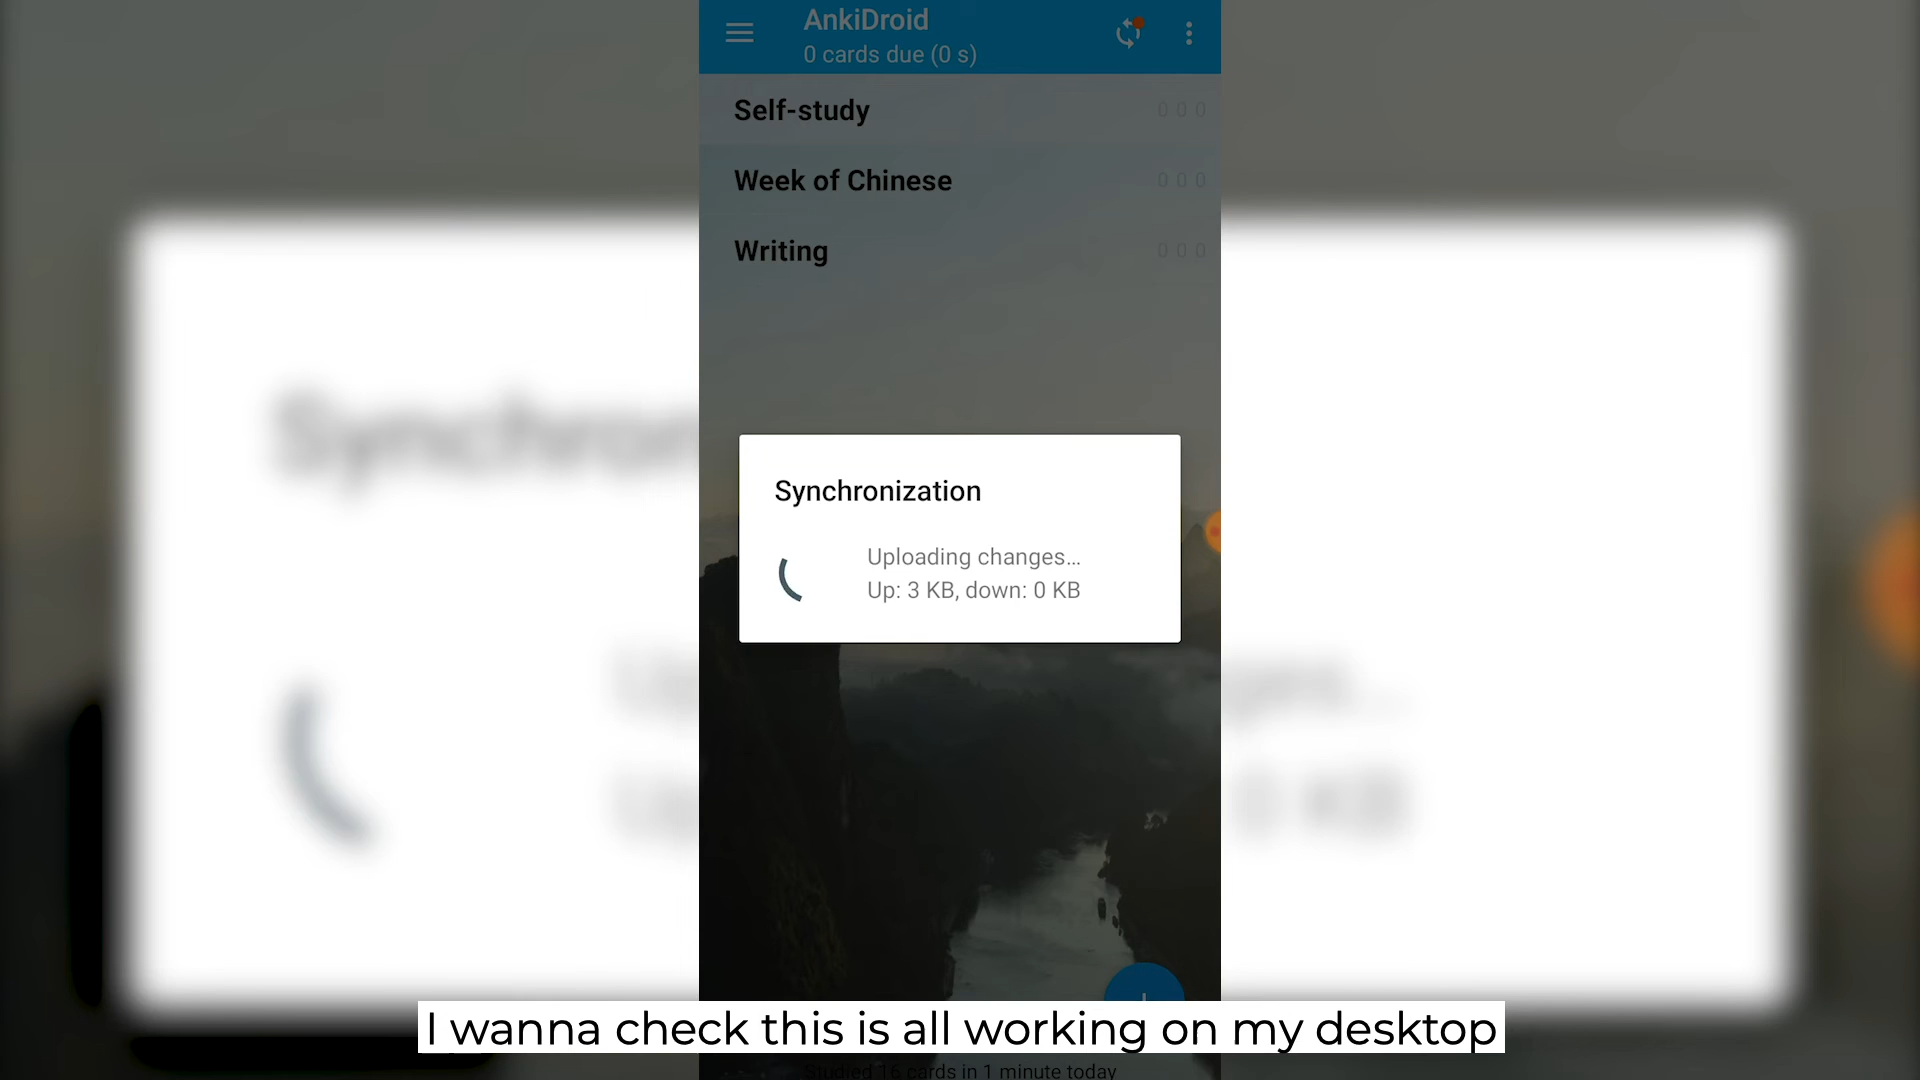 AnkiDroid
0 cards due (0 s)
Self-study 0 0 0
Week of Chinese 0 0 0
Writing 0 0 0
Synchronization
Uploading changes...
Up: 3 KB, down: 0 KB
I wanna check this is all working on my desktop
Studied 16 cards in 1 minute today